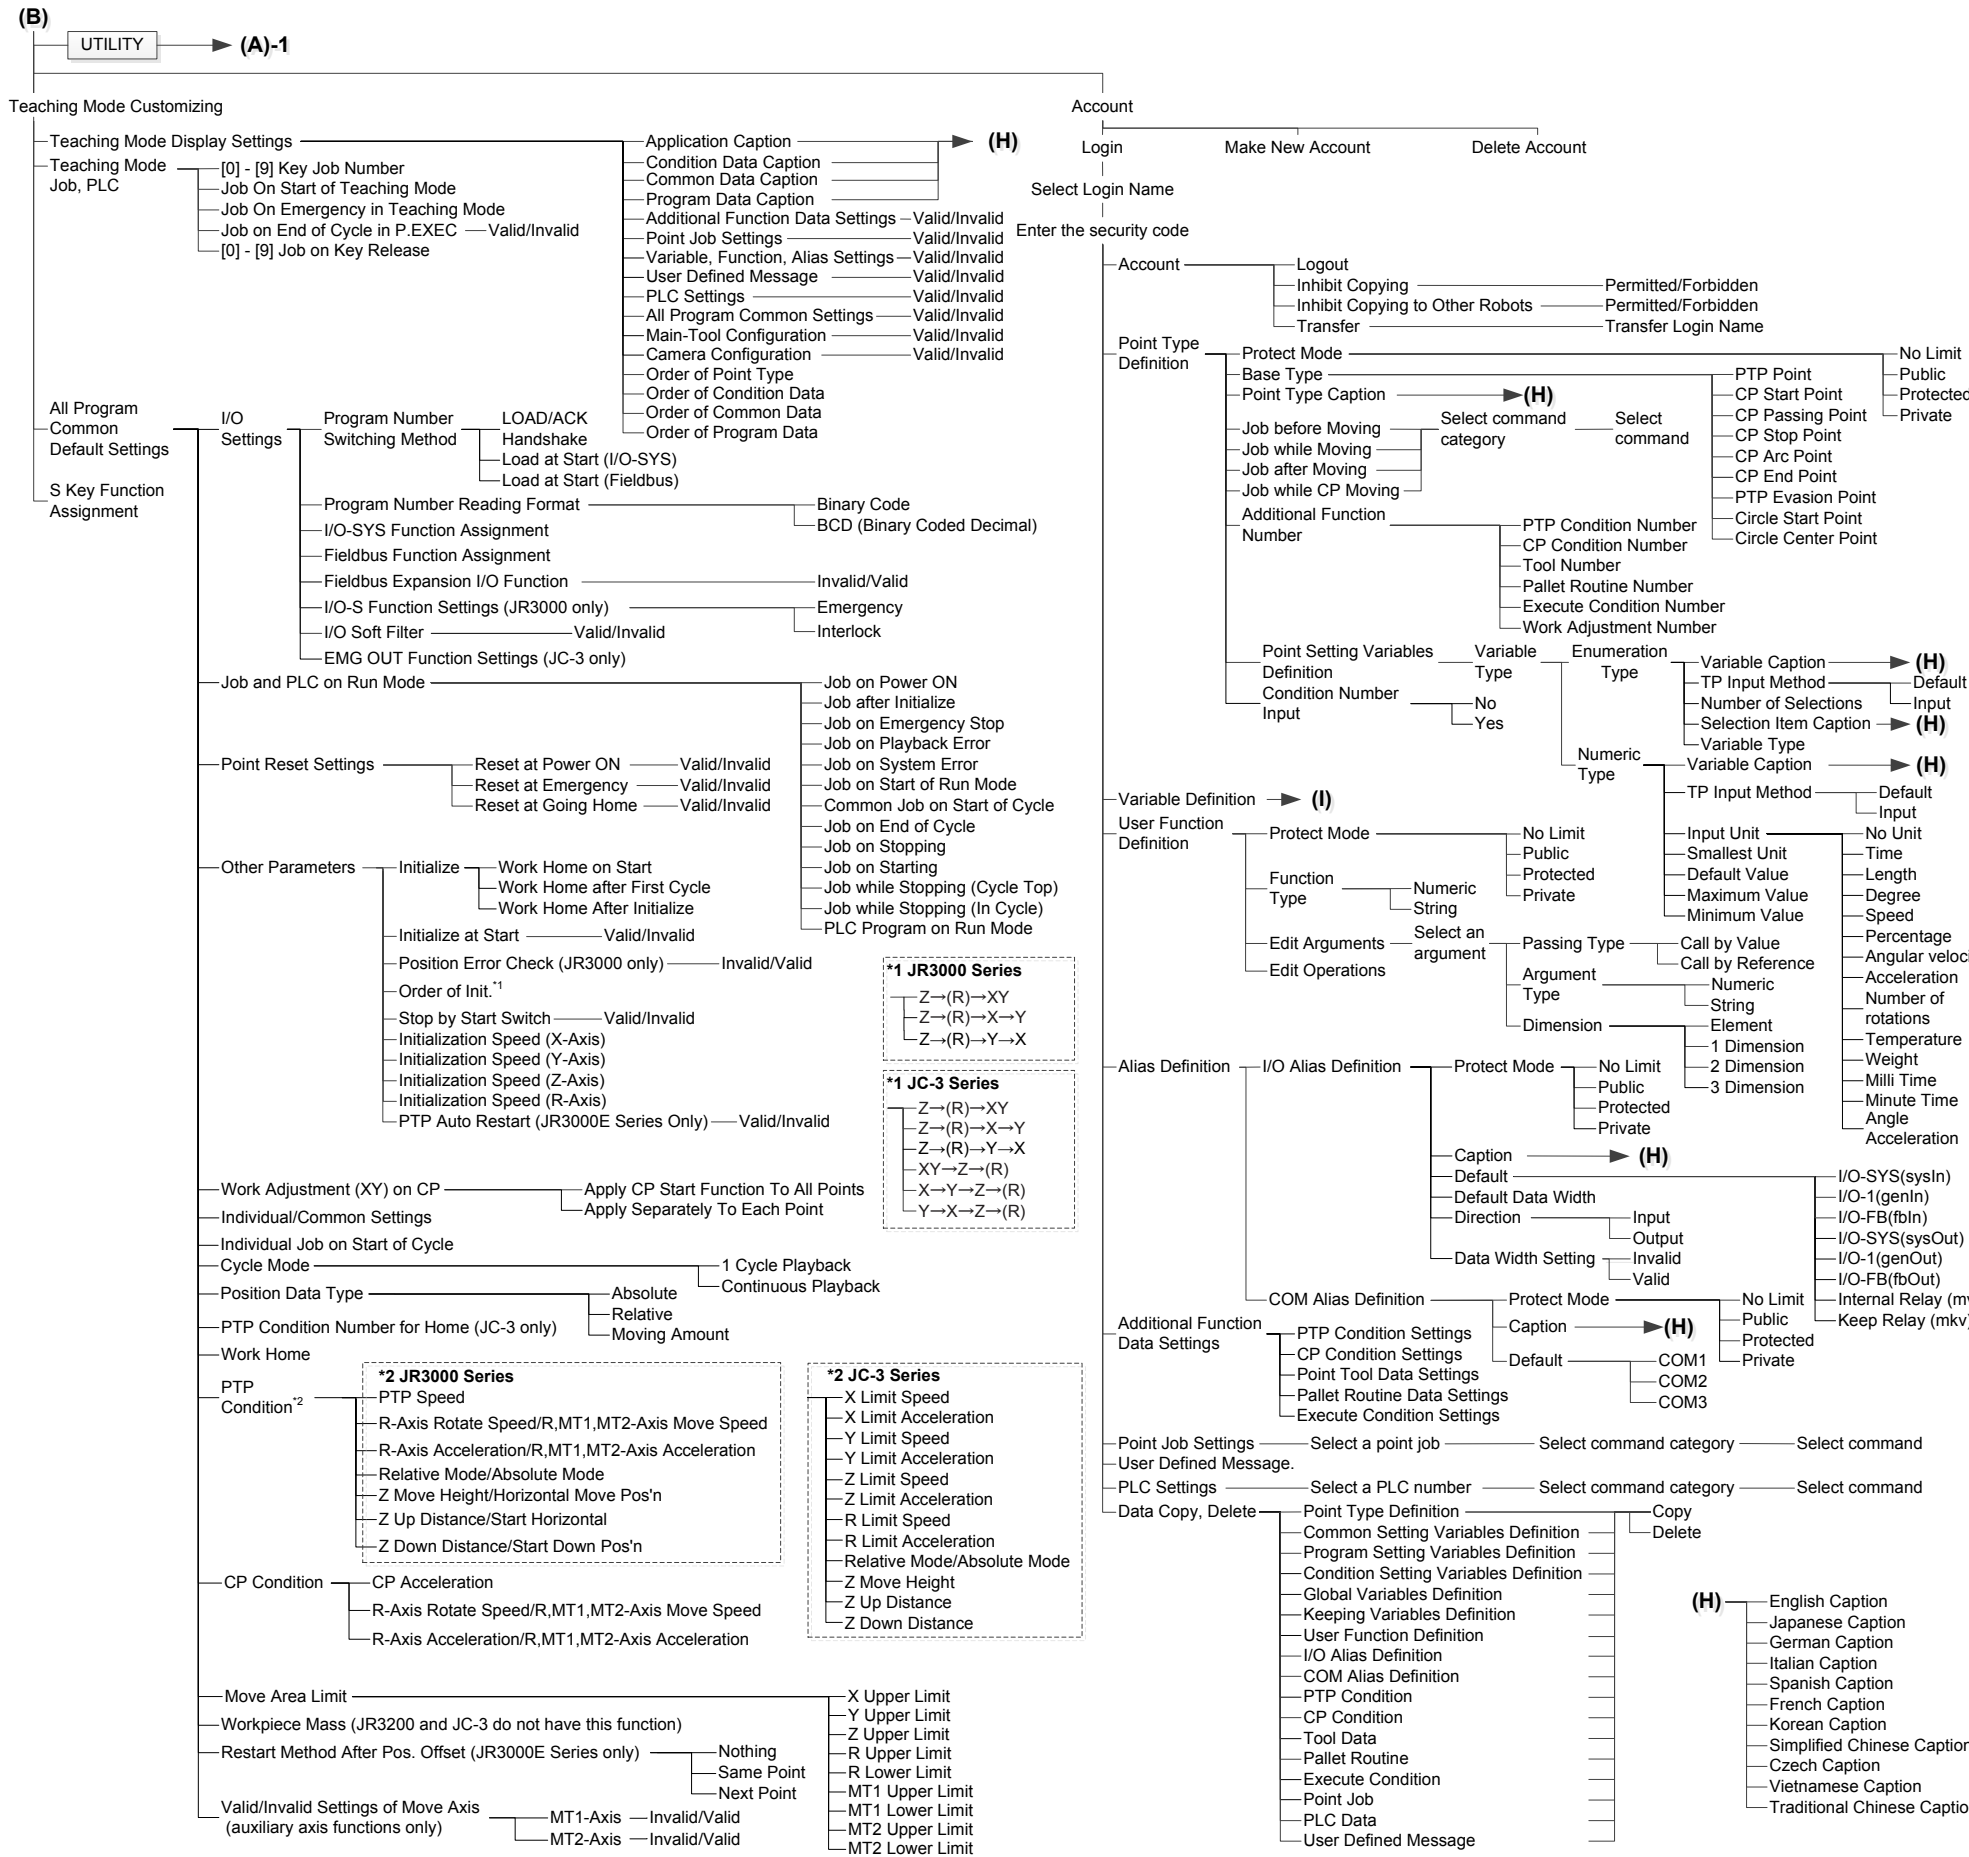 (B)
UTILITY
(A)-1
Teaching Mode Customizing
Teaching Mode Display Settings
Application Caption
(H)
Condition Data Caption
Common Data Caption
Program Data Caption
Additional Function Data Settings
Valid/Invalid
Point Job Settings
Valid/Invalid
Variable, Function, Alias Settings
Valid/Invalid
User Defined Message
Valid/Invalid
PLC Settings
Valid/Invalid
All Program Common Settings
Valid/Invalid
Main-Tool Configuration
Valid/Invalid
Camera Configuration
Valid/Invalid
Order of Point Type
Order of Condition Data
Order of Common Data
Order of Program Data
Teaching Mode
Job, PLC
[0] - [9] Key Job Number
Job On Start of Teaching Mode
Job On Emergency in Teaching Mode
Job on End of Cycle in P.EXEC
Valid/Invalid
[0] - [9] Job on Key Release
All Program
Common
Default Settings
S Key Function
Assignment
I/O
Settings
Program Number
Switching Method
LOAD/ACK
Handshake
Load at Start (I/O-SYS)
Load at Start (Fieldbus)
Program Number Reading Format
Binary Code
BCD (Binary Coded Decimal)
I/O-SYS Function Assignment
Fieldbus Function Assignment
Fieldbus Expansion I/O Function
Invalid/Valid
I/O-S Function Settings (JR3000 only)
Emergency
Interlock
I/O Soft Filter
Valid/Invalid
EMG OUT Function Settings (JC-3 only)
Job and PLC on Run Mode
Job on Power ON
Job after Initialize
Job on Emergency Stop
Job on Playback Error
Job on System Error
Job on Start of Run Mode
Common Job on Start of Cycle
Job on End of Cycle
Job on Stopping
Job on Starting
Job while Stopping (Cycle Top)
Job while Stopping (In Cycle)
PLC Program on Run Mode
Point Reset Settings
Reset at Power ON
Valid/Invalid
Reset at Emergency
Valid/Invalid
Reset at Going Home
Valid/Invalid
Other Parameters
Initialize
Work Home on Start
Work Home after First Cycle
Work Home After Initialize
Initialize at Start
Valid/Invalid
Position Error Check (JR3000 only)
Invalid/Valid
Order of Init.*1
Stop by Start Switch
Valid/Invalid
Initialization Speed (X-Axis)
Initialization Speed (Y-Axis)
Initialization Speed (Z-Axis)
Initialization Speed (R-Axis)
PTP Auto Restart (JR3000E Series Only)
Valid/Invalid
*1 JR3000 Series
Z→(R)→XY
Z→(R)→X→Y
Z→(R)→Y→X
*1 JC-3 Series
Z→(R)→XY
Z→(R)→X→Y
Z→(R)→Y→X
XY→Z→(R)
X→Y→Z→(R)
Y→X→Z→(R)
Work Adjustment (XY) on CP
Apply CP Start Function To All Points
Apply Separately To Each Point
Individual/Common Settings
Individual Job on Start of Cycle
Cycle Mode
1 Cycle Playback
Continuous Playback
Position Data Type
Absolute
Relative
Moving Amount
PTP Condition Number for Home (JC-3 only)
Work Home
PTP
Condition*2
*2 JR3000 Series
PTP Speed
R-Axis Rotate Speed/R,MT1,MT2-Axis Move Speed
R-Axis Acceleration/R,MT1,MT2-Axis Acceleration
Relative Mode/Absolute Mode
Z Move Height/Horizontal Move Pos'n
Z Up Distance/Start Horizontal
Z Down Distance/Start Down Pos'n
*2 JC-3 Series
X Limit Speed
X Limit Acceleration
Y Limit Speed
Y Limit Acceleration
Z Limit Speed
Z Limit Acceleration
R Limit Speed
R Limit Acceleration
Relative Mode/Absolute Mode
Z Move Height
Z Up Distance
Z Down Distance
CP Condition
CP Acceleration
R-Axis Rotate Speed/R,MT1,MT2-Axis Move Speed
R-Axis Acceleration/R,MT1,MT2-Axis Acceleration
Move Area Limit
X Upper Limit
Y Upper Limit
Z Upper Limit
R Upper Limit
R Lower Limit
MT1 Upper Limit
MT1 Lower Limit
MT2 Upper Limit
MT2 Lower Limit
Workpiece Mass (JR3200 and JC-3 do not have this function)
Restart Method After Pos. Offset (JR3000E Series only)
Nothing
Same Point
Next Point
Valid/Invalid Settings of Move Axis
(auxiliary axis functions only)
MT1-Axis
Invalid/Valid
MT2-Axis
Invalid/Valid
Account
Login
Make New Account
Delete Account
Select Login Name
Enter the security code
Account
Logout
Inhibit Copying
Permitted/Forbidden
Inhibit Copying to Other Robots
Permitted/Forbidden
Transfer
Transfer Login Name
Point Type
Definition
Protect Mode
No Limit
Public
Protected
Private
Base Type
PTP Point
CP Start Point
CP Passing Point
CP Stop Point
CP Arc Point
CP End Point
PTP Evasion Point
Circle Start Point
Circle Center Point
Point Type Caption
(H)
Job before Moving
Job while Moving
Job after Moving
Job while CP Moving
Select command
category
Select
command
Additional Function
Number
PTP Condition Number
CP Condition Number
Tool Number
Pallet Routine Number
Execute Condition Number
Work Adjustment Number
Point Setting Variables
Definition
Variable
Type
Enumeration
Type
Variable Caption
(H)
TP Input Method
Default
Input
Number of Selections
Selection Item Caption
(H)
Variable Type
Numeric
Type
Variable Caption
(H)
TP Input Method
Default
Input
Input Unit
No Unit
Time
Length
Degree
Speed
Percentage
Angular veloci
Acceleration
Number of
rotations
Temperature
Weight
Milli Time
Minute Time
Angle
Acceleration
Smallest Unit
Default Value
Maximum Value
Minimum Value
Condition Number
Input
No
Yes
Variable Definition
(I)
User Function
Definition
Protect Mode
No Limit
Public
Protected
Private
Function
Type
Numeric
String
Edit Arguments
Select an
argument
Passing Type
Call by Value
Call by Reference
Argument
Type
Numeric
String
Dimension
Element
1 Dimension
2 Dimension
3 Dimension
Edit Operations
Alias Definition
I/O Alias Definition
Protect Mode
No Limit
Public
Protected
Private
Caption
(H)
Default
I/O-SYS(sysIn)
I/O-1(genIn)
I/O-FB(fbIn)
I/O-SYS(sysOut)
I/O-1(genOut)
I/O-FB(fbOut)
Internal Relay (mv
Keep Relay (mkv)
Default Data Width
Direction
Input
Output
Data Width Setting
Invalid
Valid
COM Alias Definition
Protect Mode
No Limit
Public
Protected
Private
Caption
(H)
Default
COM1
COM2
COM3
Additional Function
Data Settings
PTP Condition Settings
CP Condition Settings
Point Tool Data Settings
Pallet Routine Data Settings
Execute Condition Settings
Point Job Settings
Select a point job
Select command category
Select command
User Defined Message.
PLC Settings
Select a PLC number
Select command category
Select command
Data Copy, Delete
Point Type Definition
Common Setting Variables Definition
Program Setting Variables Definition
Condition Setting Variables Definition
Global Variables Definition
Keeping Variables Definition
User Function Definition
I/O Alias Definition
COM Alias Definition
PTP Condition
CP Condition
Tool Data
Pallet Routine
Execute Condition
Point Job
PLC Data
User Defined Message
Copy
Delete
(H)
English Caption
Japanese Caption
German Caption
Italian Caption
Spanish Caption
French Caption
Korean Caption
Simplified Chinese Caption
Czech Caption
Vietnamese Caption
Traditional Chinese Captio